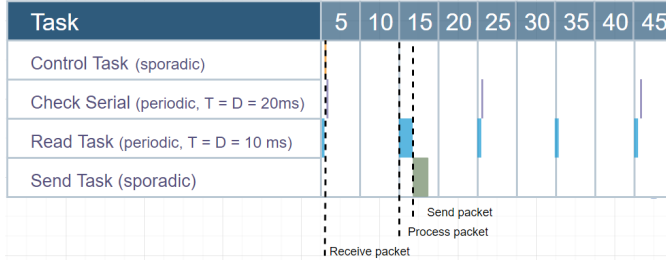 Task 5 10 15 20 25 30 35 40 45
Control Task (sporadic)
Check Serial (periodic, T = D = 20ms)
Read Task (periodic, T = D = 10 ms)
Send Task (sporadic)
Send packet
Process packet
Receive packet